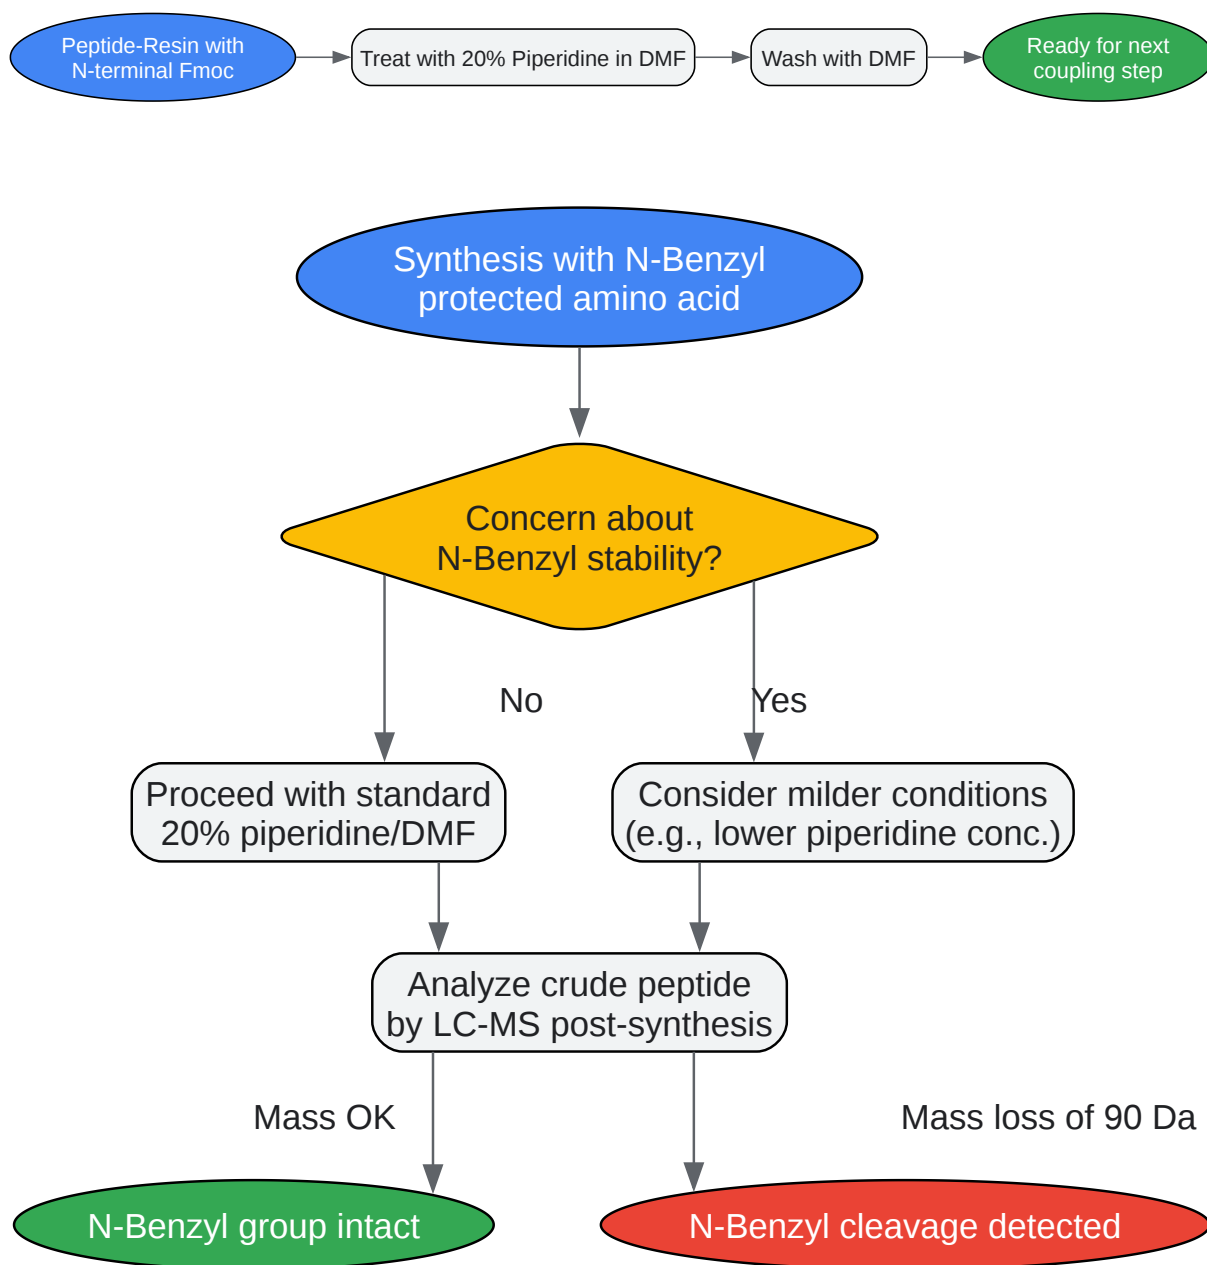 Peptide-Resin with
N-terminal Fmoc
Treat with 20% Piperidine in DMF
Wash with DMF
Ready for next
coupling step
Synthesis with N-Benzyl
protected amino acid
Concern about
N-Benzyl stability?
No
Yes
Proceed with standard
20% piperidine/DMF
Consider milder conditions
(e.g., lower piperidine conc.)
Analyze crude peptide
by LC-MS post-synthesis
Mass OK
Mass loss of 90 Da
N-Benzyl group intact
N-Benzyl cleavage detected